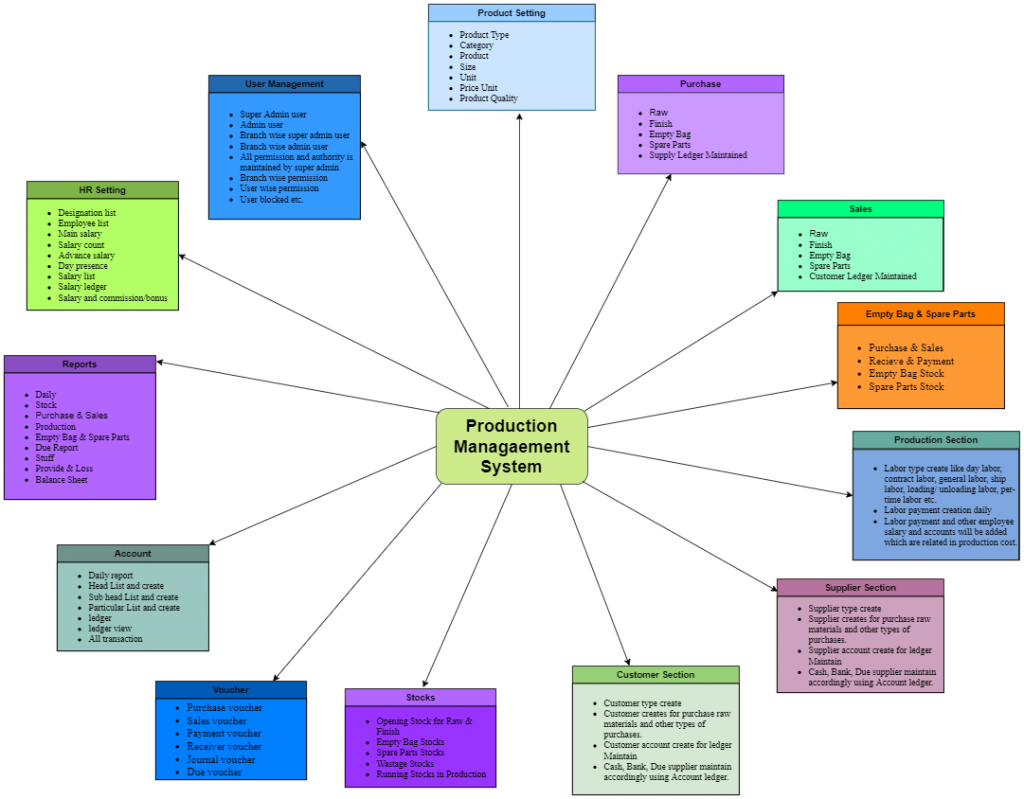 Product Setting
Product Type
Category
Product
Size
Unit
Price Unit
Product Quality
User Management
Super Admin user
Admin user
Branch wise super admin user
Branch wise admin user
All permission and authority is
maintained by super admin
Branch wise permission
User wise permission
User blocked etc.
Purchase
Raw
Finish
Empty Bag
Spare Parts
Supply Ledger Maintained
HR Setting
Designation list
Employee list
Main salary
Salary count
Advance salary
Day presence
Salary list
Salary ledger
Salary and commission/bonus
Sales
Raw
Finish
Empty Bag
Spare Parts
Customer Ledger Maintained
Empty Bag & Spare Parts
Purchase & Sales
Recieve & Payment
Empty Bag Stock
Spare Parts Stock
Reports
Daily
Stock
Purchase & Sales
Production
Empty Bag & Spare Parts
Due Report
Stuff
Provide & Loss
Balance Sheet
Production
Managaement
System
Production Section
Labor type create like day labor,
contract labor, general labor, ship
labor, loading/ unloading labor, per-
time labor etc.
Labor payment creation daily
Labor payment and other employee
salary and accounts will be added
which are related in production cost.
Account
Daily report
Head List and create
Sub head List and create
Particular List and create
ledger
ledger view
All transaction
Supplier Section
Supplier type create
Supplier creates for purchase raw
materials and other types of
purchases.
Supplier account create for ledger
Maintain
Cash, Bank, Due supplier maintain
accordingly using Account ledger.
Voucher
Purchase voucher
Sales voucher
Payment voucher
Receiver voucher
Journal voucher
Due voucher
Stocks
Opening Stock for Raw &
Finish
Empty Bag Stocks
Spare Parts Stocks
Wastage Stocks
Running Stocks in Production
Customer Section
Customer type create
Customer creates for purchase raw
materials and other types of
purchases.
Customer account create for ledger
Maintain
Cash, Bank, Due supplier maintain
accordingly using Account ledger.